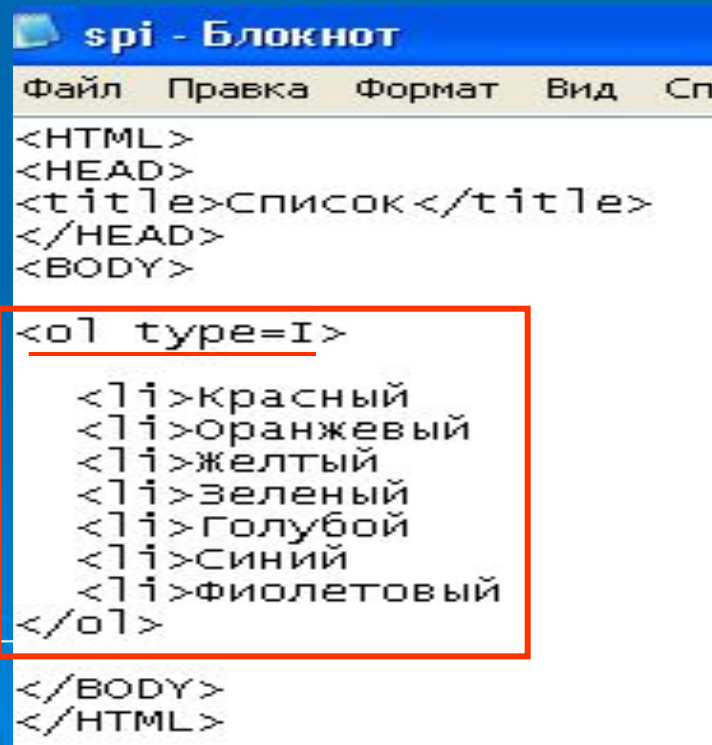 spi - Блокнот
Файл Правка Формат Вид Сп
<HTML>
<HEAD>
<title>Список</title>
</HEAD>
<BODY>
<ol type=I>
<li>Красный
<li>Оранжевый
<li>Желтый
<li>Зеленый
<li>Голубой
<li>Синий
<li>Фиолетовый
</ol>
</BODY>
</HTML>